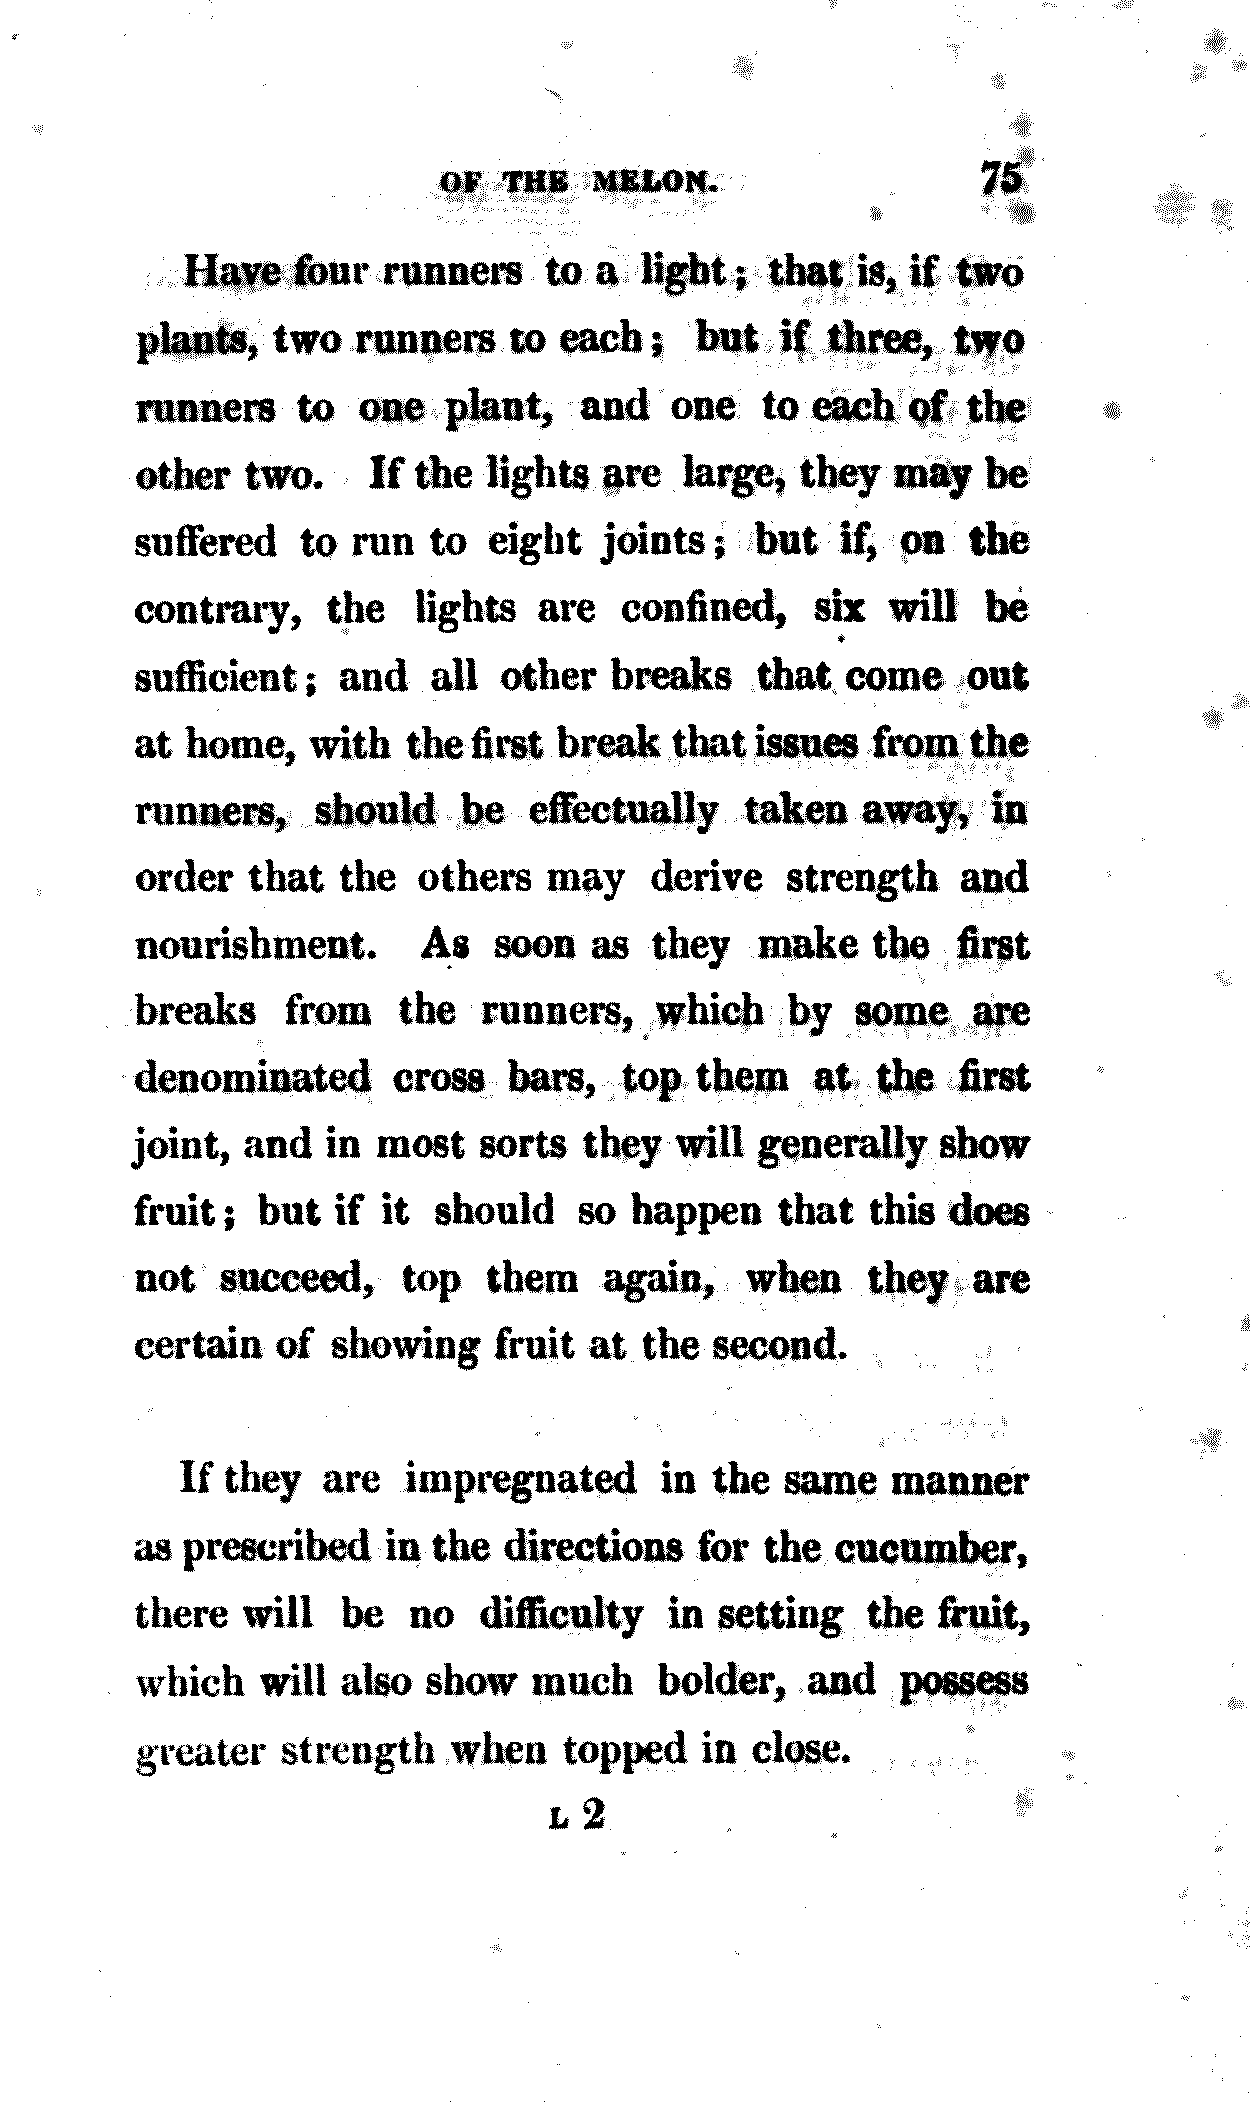 OF THE MELON. 75
Have four runners to a light; that is, if two
plants, two runners to each; but if three, two
runners to one plant, and one to each of the
other two. If the lights are large, they may be
suffered to run to eight joints; but if, on the
contrary, the lights are confined, six will be
sufficient; and all other breaks that come out
at home, with the first break that issues from the
runners, should be effectually taken away, in
order that the others may derive strength and
nourishment. As soon as they make the first
breaks from the runners, which by some are
denominated cross bars, top them at the first
joint, and in most sorts they will generally show
fruit; but if it should so happen that this does
not succeed, top them again, when they are
certain of showing fruit at the second.
If they are impregnated in the same manner
as prescribed in the directions for the cucumber,
there will be no difficulty in setting the fruit,
which will also show much bolder, and possess
greater strength when topped in close.
L 2